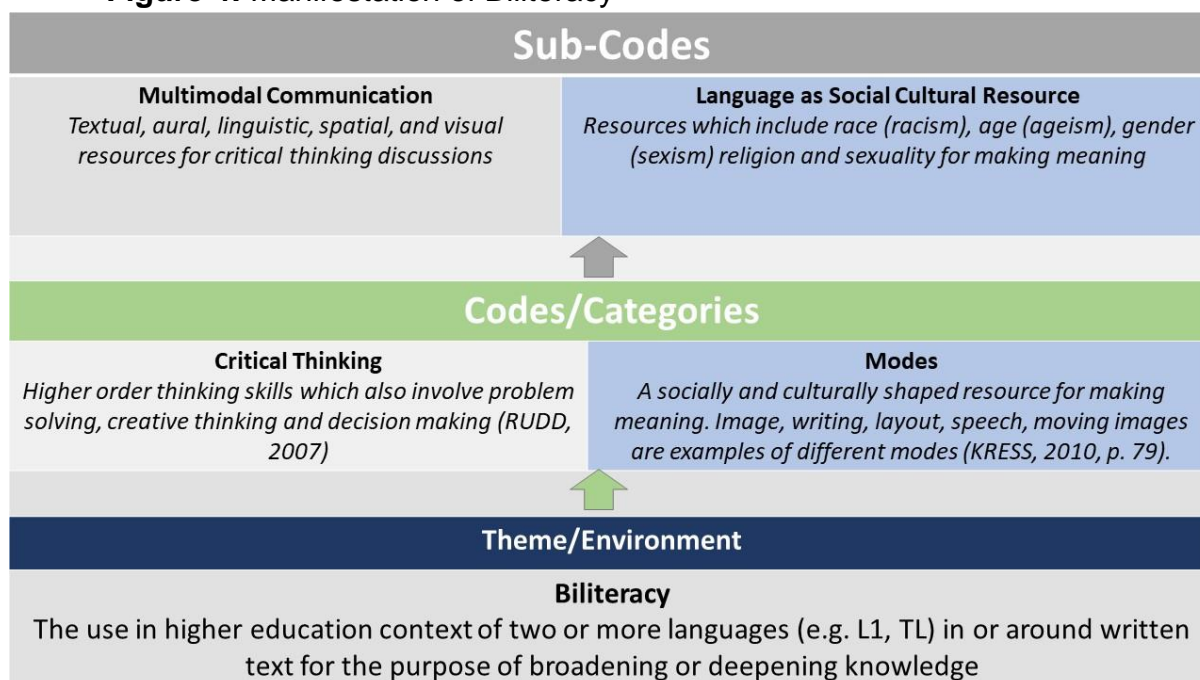 Figure 4. Manifestation of Biliteracy
Sub-Codes
Multimodal Communication
Textual, aural, linguistic, spatial, and visual
resources for critical thinking discussions
Language as Social Cultural Resource
Resources which include race (racism), age (ageism), gender
(sexism) religion and sexuality for making meaning
Codes/Categories
Critical Thinking
Higher order thinking skills which also involve problem
solving, creative thinking and decision making (RUDD,
2007)
Modes
A socially and culturally shaped resource for making
meaning. Image, writing, layout, speech, moving images
are examples of different modes (KRESS, 2010, p. 79).
Theme/Environment
Biliteracy
The use in higher education context of two or more languages (e.g. L1, TL) in or around written
text for the purpose of broadening or deepening knowledge